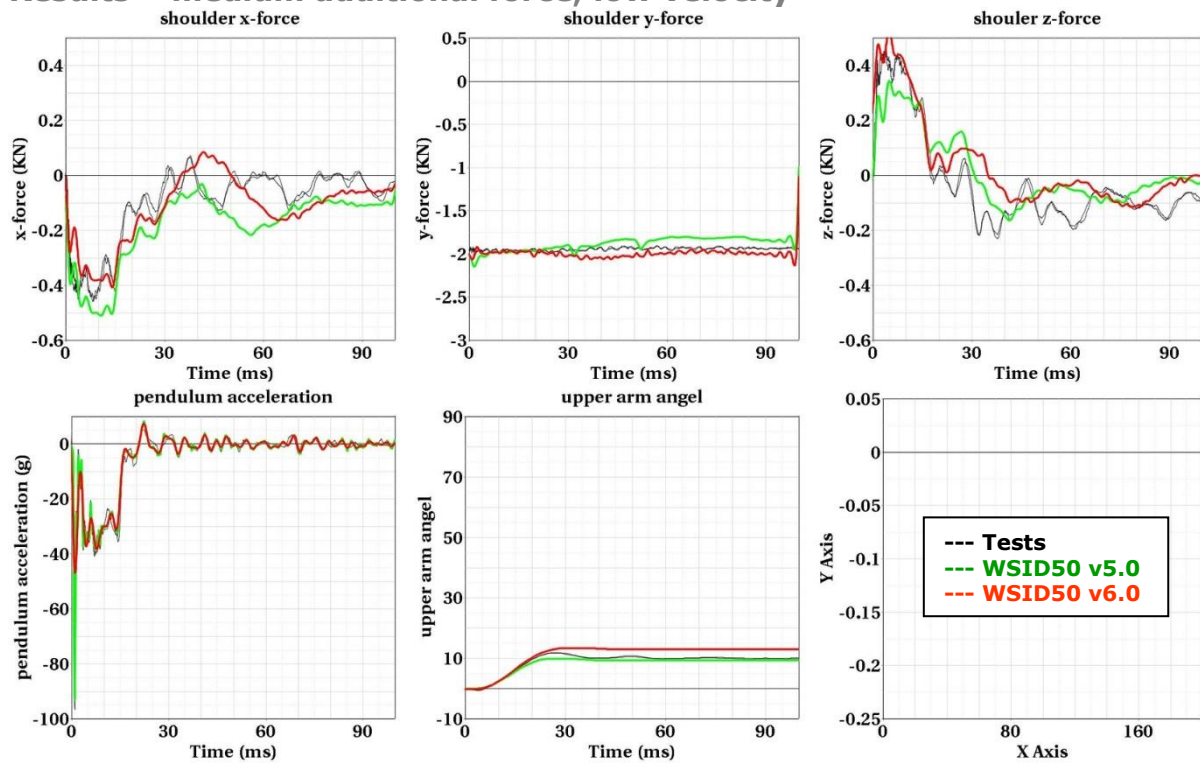 Results – Medium additional force, low velocity
shoulder x-force
0.4
0.2
0
-0.2
-0.4
-0.6
x-force (KN)
0 30 60 90
Time (ms)
shoulder y-force
0.5
0
-0.5
-1
-1.5
-2
-2.5
-3
y-force (KN)
0 30 60 90
Time (ms)
shouler z-force
0.4
0.2
0
-0.2
-0.4
-0.6
z-force (KN)
0 30 60 90
Time (ms)
pendulum acceleration
0
-20
-40
-60
-80
-100
pendulum acceleration (g)
0 30 60 90
Time (ms)
upper arm angel
90
70
50
30
10
-10
upper arm angel
0 30 60 90
Time (ms)
0.05
0
-0.05
-0.1
-0.15
-0.2
-0.25
Y Axis
0 80 160
X Axis
--- Tests
--- WSID50 v5.0
--- WSID50 v6.0